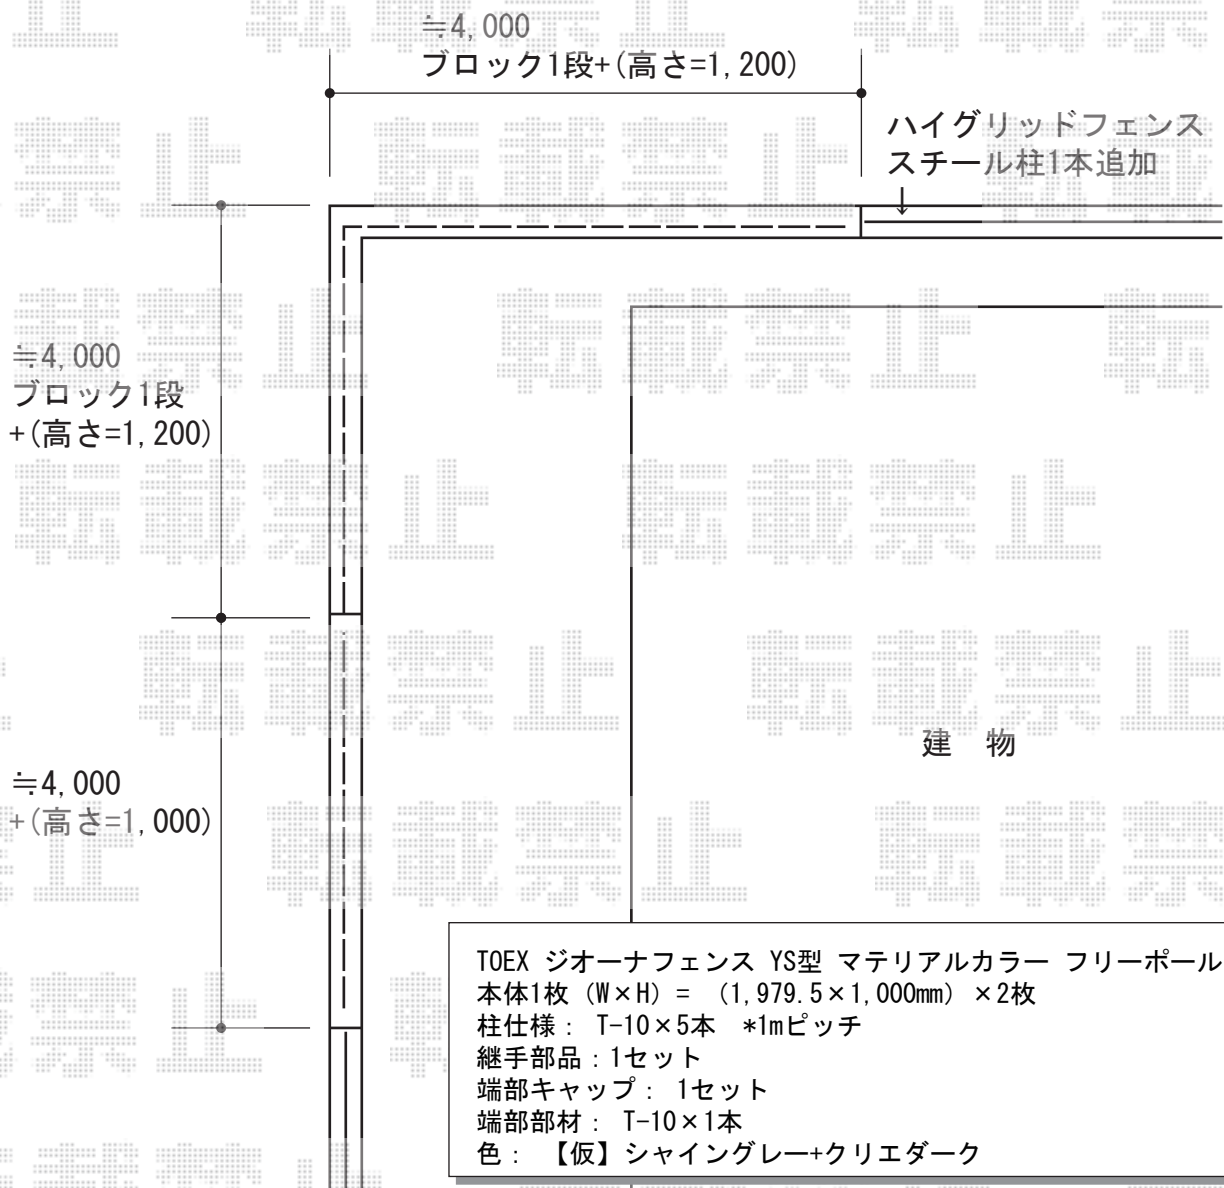 ≒4,000
ブロック1段+(高さ=1,200)
ハイグリッドフェンス
スチール柱1本追加
≒4,000
ブロック1段
+(高さ=1,200)
建 物
≒4,000
+(高さ=1,000)
TOEX ジオーナフェンス YS型 マテリアルカラー フリーポール
本体1枚 (W×H) = (1,979.5×1,000mm) ×2枚
柱仕様： T-10×5本 *1mピッチ
継手部品：1セット
端部キャップ： 1セット
端部部材： T-10×1本
色： 【仮】シャイングレー+クリエダーク
転載禁止